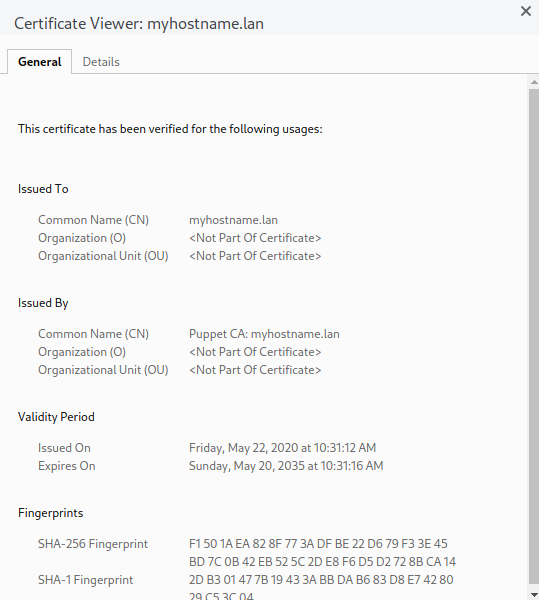 Certificate Viewer: myhostname.lan
General Details
This certificate has been verified for the following usages:
Issued To
Common Name (CN) myhostname.lan
Organization (O) <Not Part Of Certificate>
Organizational Unit (OU) <Not Part Of Certificate>
Issued By
Common Name (CN) Puppet CA: myhostname.lan
Organization (O) <Not Part Of Certificate>
Organizational Unit (OU) <Not Part Of Certificate>
Validity Period
Issued On Friday, May 22, 2020 at 10:31:12 AM
Expires On Sunday, May 20, 2035 at 10:31:16 AM
Fingerprints
SHA-256 Fingerprint F1 50 1A EA 82 8F 77 3A DF BE 22 D6 79 F3 3E 45
BD 7C 0B 42 EB 52 5C 2D E8 F6 D5 D2 72 8B CA 14
SHA-1 Fingerprint 2D B3 01 47 7B 19 43 3A BB DA B6 83 D8 E7 42 80
29 C5 3C 04